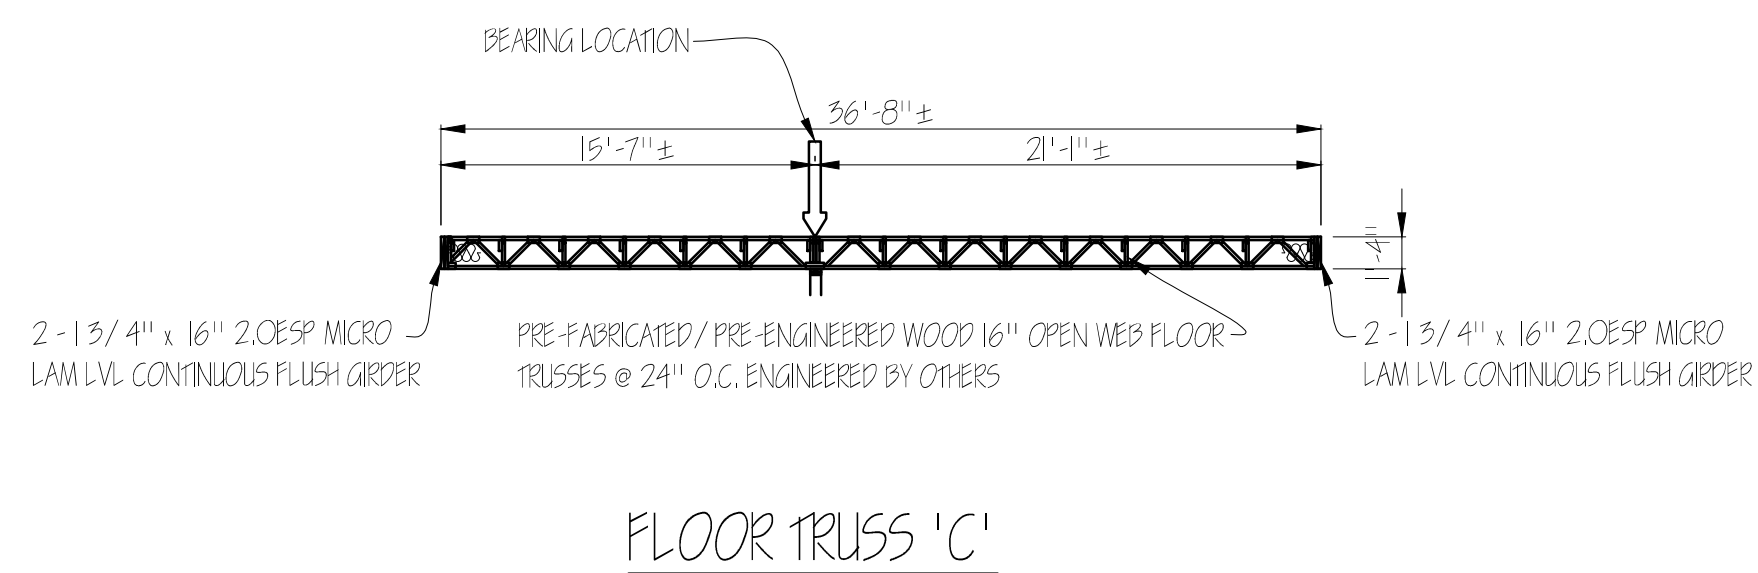 BEARING LOCATION
36'-8"±
15'-7"± 21'-1"±
1'-4"
2 - 1 3/4" x 16" 2.0ESP MICRO
LAM LVL CONTINUOUS FLUSH GIRDER
PRE-FABRICATED / PRE-ENGINEERED WOOD 16" OPEN WEB FLOOR
TRUSSES @ 24" O.C. ENGINEERED BY OTHERS
2 - 1 3/4" x 16" 2.0ESP MICRO
LAM LVL CONTINUOUS FLUSH GIRDER
FLOOR TRUSS 'C'